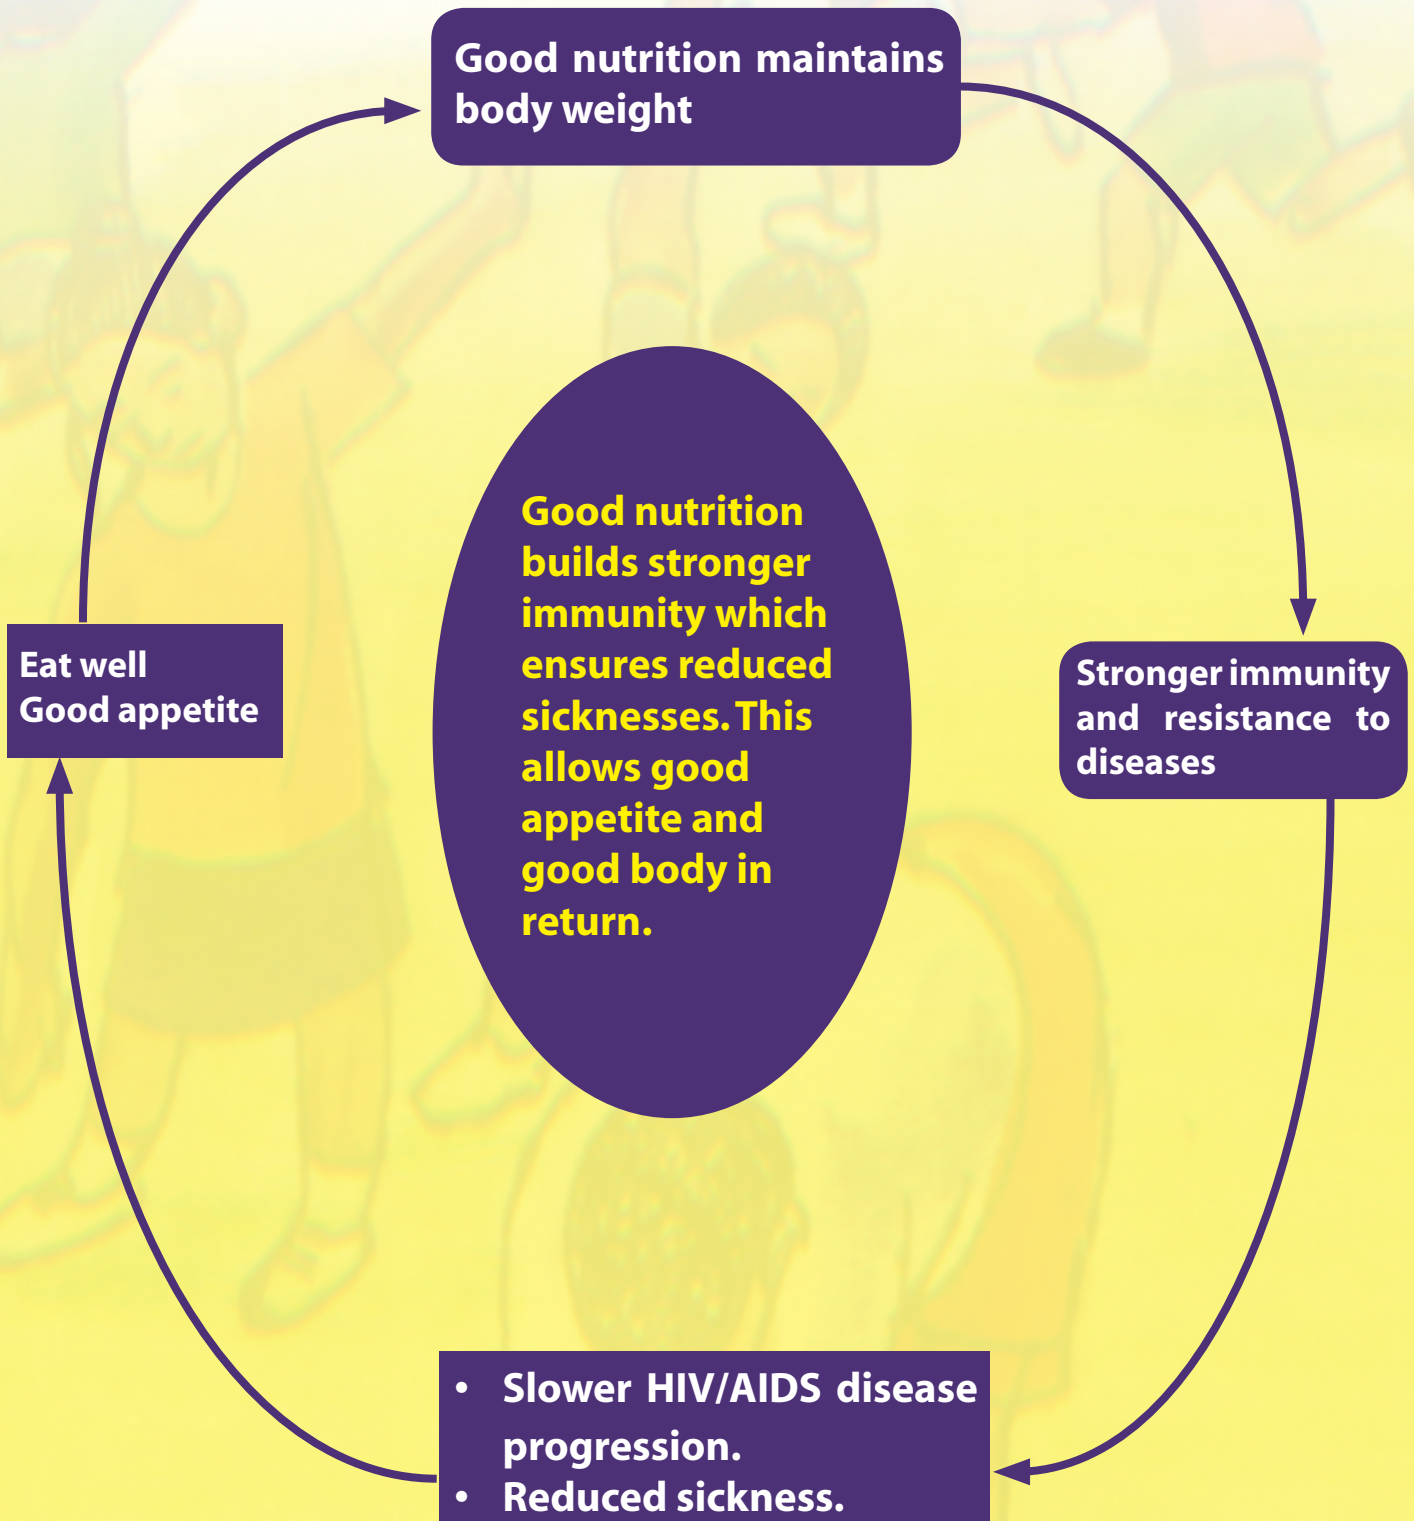 Good nutrition maintains
body weight
Good nutrition
builds stronger
immunity which
ensures reduced
sicknesses. This
allows good
appetite and
good body in
return.
Eat well
Good appetite
Stronger immunity
and resistance to
diseases
• Slower HIV/AIDS disease
progression.
• Reduced sickness.